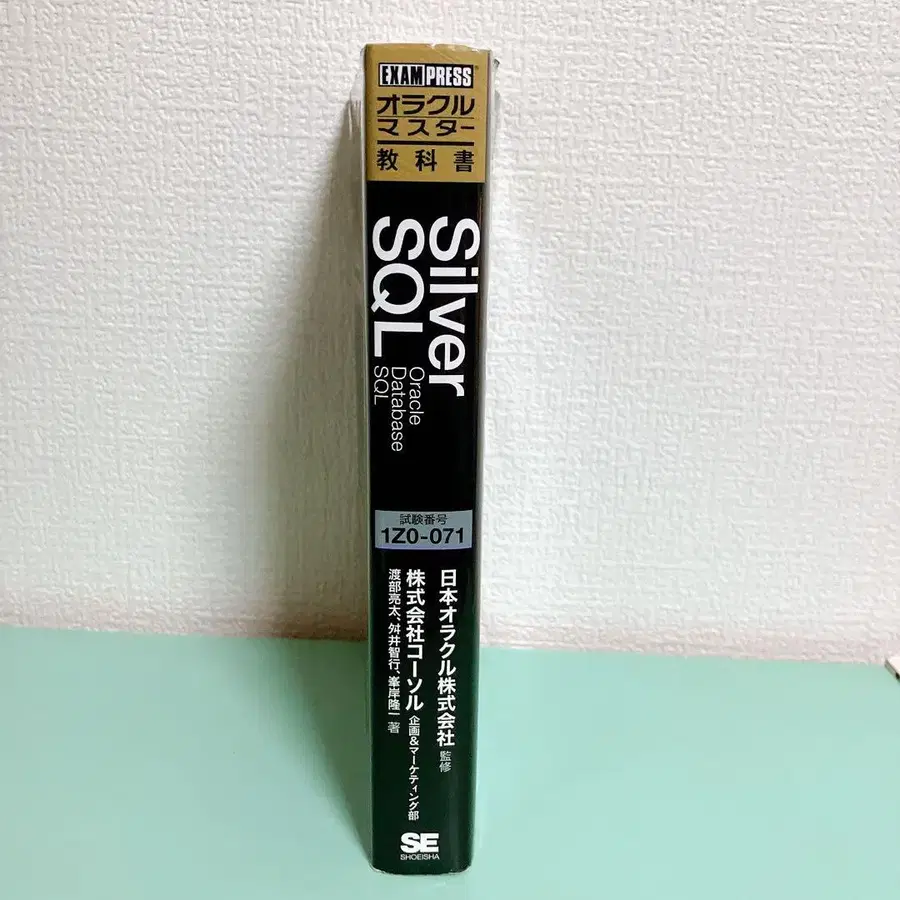 EXAMPRESS
オラクル
マスター
教科書
Silver
SQL
Oracle
Database
SQL
試験番号
1Z0-071
日本オラクル株式会社 監修
株式会社コーソル 企画&マーケティング部
渡部亮太、舛井智行、峯岸隆一 著
SE
SHOEISHA